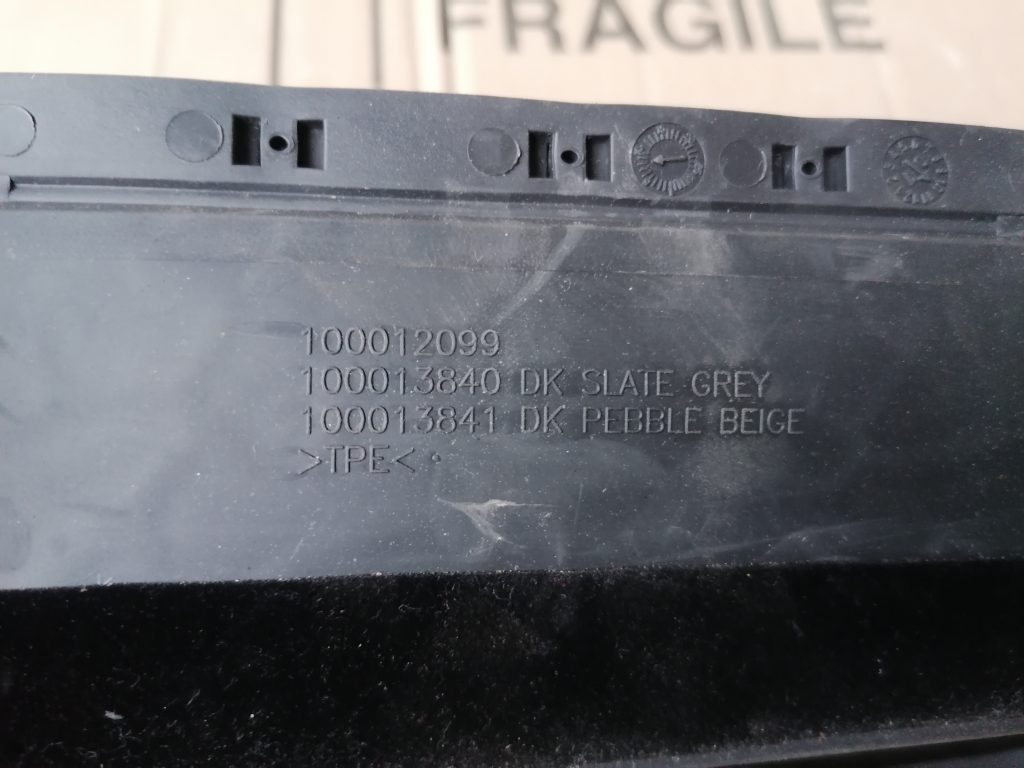 FRAGILE
100012099
100013840 DK SLATE GREY
100013841 DK PEBBLE BEIGE
>TPE<